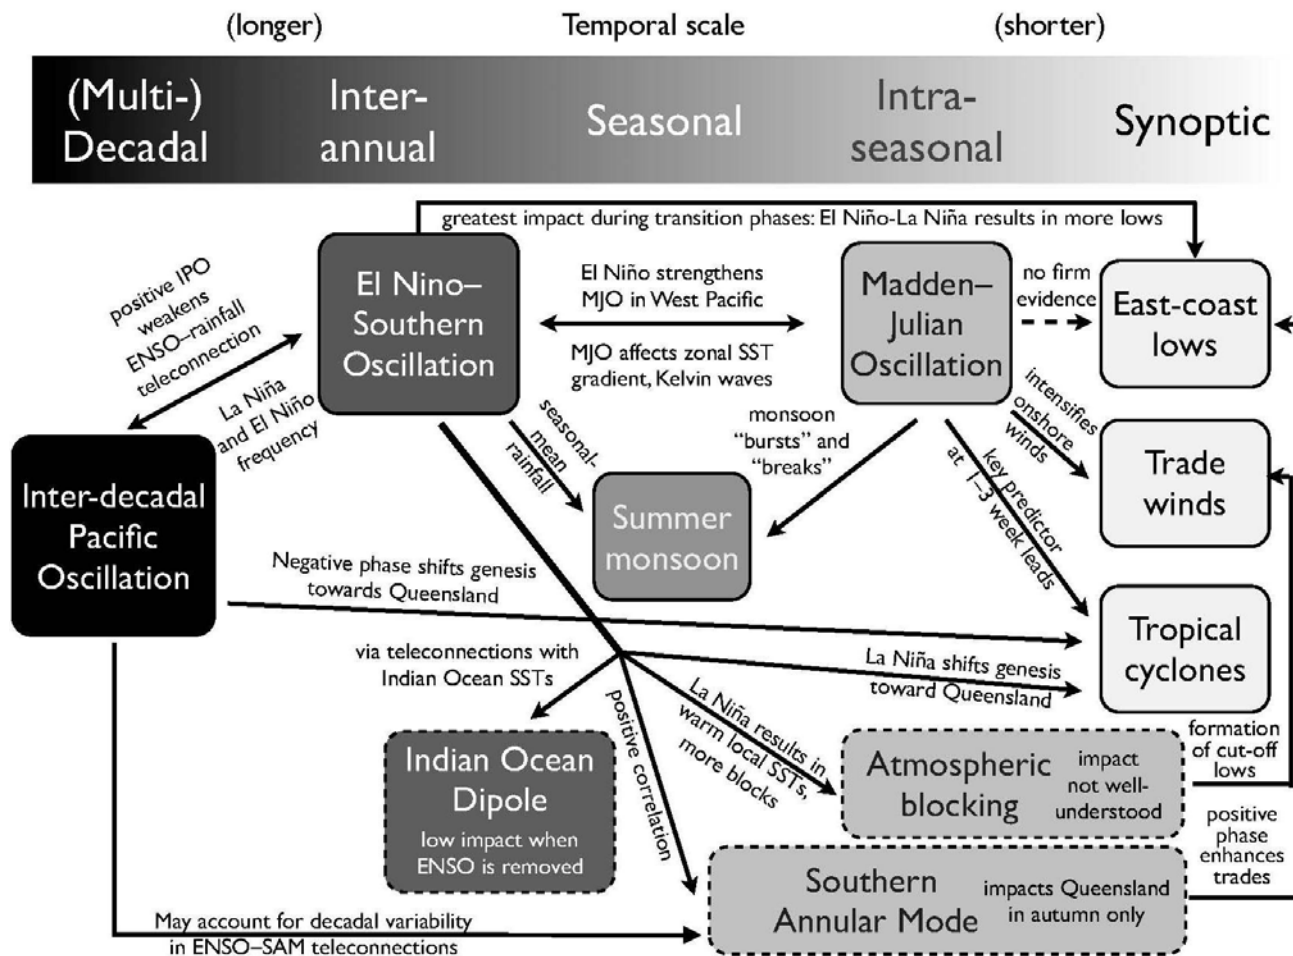 (longer)
Temporal scale
(shorter)
(Multi-)
Decadal
Inter-
annual
Seasonal
Intra-
seasonal
Synoptic
greatest impact during transition phases: El Niño-La Niña results in more lows
positive IPO
weakens
ENSO–rainfall
teleconnection
La Niña
and El Niño
frequency
El Nino–
Southern
Oscillation
El Niño strengthens
MJO in West Pacific
MJO affects zonal SST
gradient, Kelvin waves
Madden–
Julian
Oscillation
no firm
evidence
East-coast
lows
intensifies
onshore
winds
Trade
winds
seasonal-
mean
rainfall
monsoon
"bursts" and
"breaks"
key predictor
at 1–3 week leads
Inter-decadal
Pacific
Oscillation
Summer
monsoon
Negative phase shifts genesis
towards Queensland
Tropical
cyclones
La Niña shifts genesis
toward Queensland
via teleconnections with
Indian Ocean SSTs
positive correlation
La Niña results in
warm local SSTs,
more blocks
Indian Ocean
Dipole
low impact when
ENSO is removed
Atmospheric
blocking
impact
not well-
understood
formation
of cut-off
lows
positive
phase
enhances
trades
Southern
Annular Mode
impacts Queensland
in autumn only
May account for decadal variability
in ENSO–SAM teleconnections